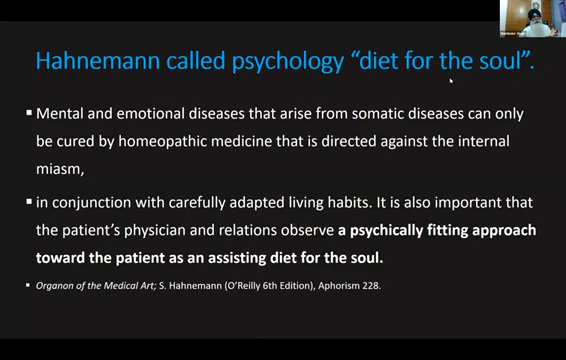 Hahnemann called psychology “diet for the soul”.
▪ Mental and emotional diseases that arise from somatic diseases can only
be cured by homeopathic medicine that is directed against the internal
miasm,
▪ in conjunction with carefully adapted living habits. It is also important that
the patient’s physician and relations observe a psychically fitting approach
toward the patient as an assisting diet for the soul.
▪ Organon of the Medical Art; S. Hahnemann (O’Reilly 6th Edition), Aphorism 228.